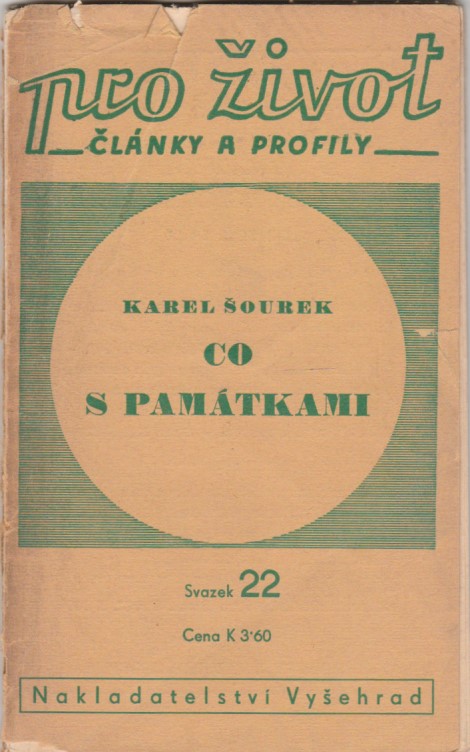 pro život
ČLÁNKY A PROFILY
KAREL ŠOUREK
CO
S PAMÁTKAMI
Svazek 22
Cena K 3·60
Nakladatelství Vyšehrad